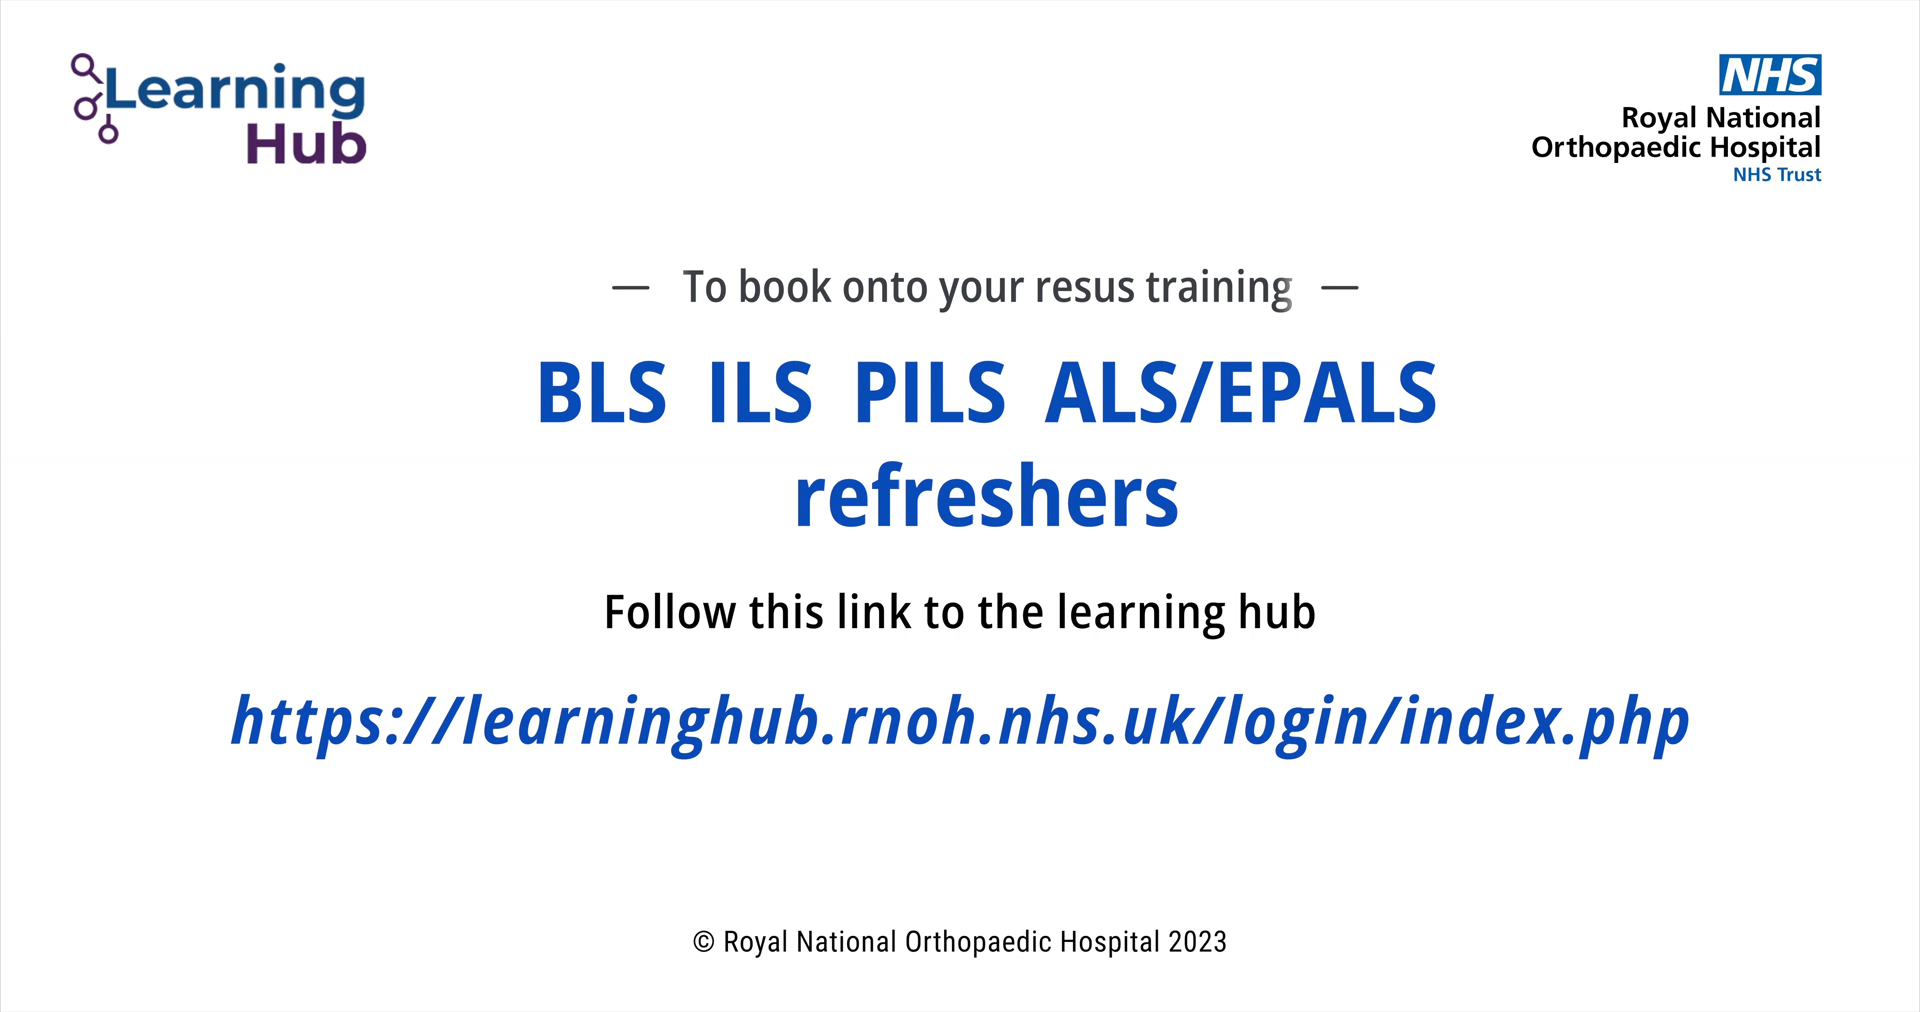 Learning
Hub
NHS
Royal National
Orthopaedic Hospital
NHS Trust
— To book onto your resus training —
BLS ILS PILS ALS/EPALS
refreshers
Follow this link to the learning hub
https://learninghub.rnoh.nhs.uk/login/index.php
© Royal National Orthopaedic Hospital 2023